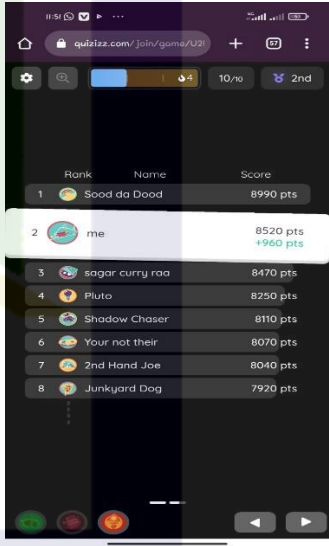 11:51
quizizz.com/join/game/U2
57
4
10/10
2nd
Rank Name Score
1 Sood da Dood 8990 pts
2 me 8520 pts
+960 pts
3 sagar curry raa 8470 pts
4 Pluto 8250 pts
5 Shadow Chaser 8110 pts
6 Your not their 8070 pts
7 2nd Hand Joe 8040 pts
8 Junkyard Dog 7920 pts